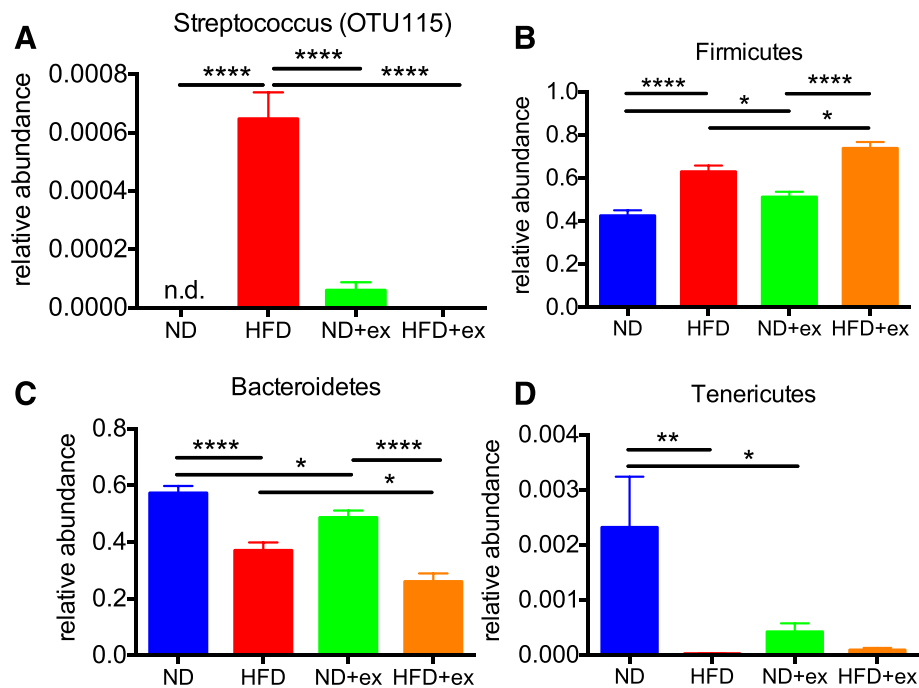 A
Streptococcus (OTU115)
relative abundance
0.0008
0.0006
0.0004
0.0002
0.0000
****
****
****
n.d.
ND HFD ND+ex HFD+ex
B
Firmicutes
relative abundance
1.0
0.8
0.6
0.4
0.2
0.0
**** ****
*
*
ND HFD ND+ex HFD+ex
C
Bacteroidetes
relative abundance
0.8
0.6
0.4
0.2
0.0
**** ****
*
*
ND HFD ND+ex HFD+ex
D
Tenericutes
relative abundance
0.004
0.003
0.002
0.001
0.000
**
*
ND HFD ND+ex HFD+ex